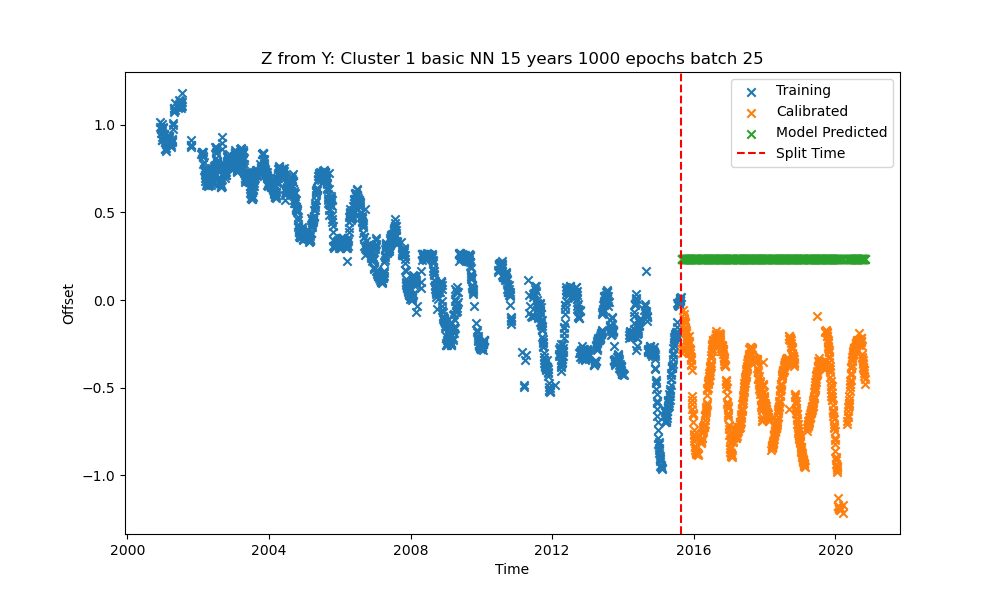 Z from Y: Cluster 1 basic NN 15 years 1000 epochs batch 25
Training
Calibrated
Model Predicted
Split Time
1.0
0.5
0.0
−0.5
−1.0
Offset
2000 2004 2008 2012 2016 2020
Time